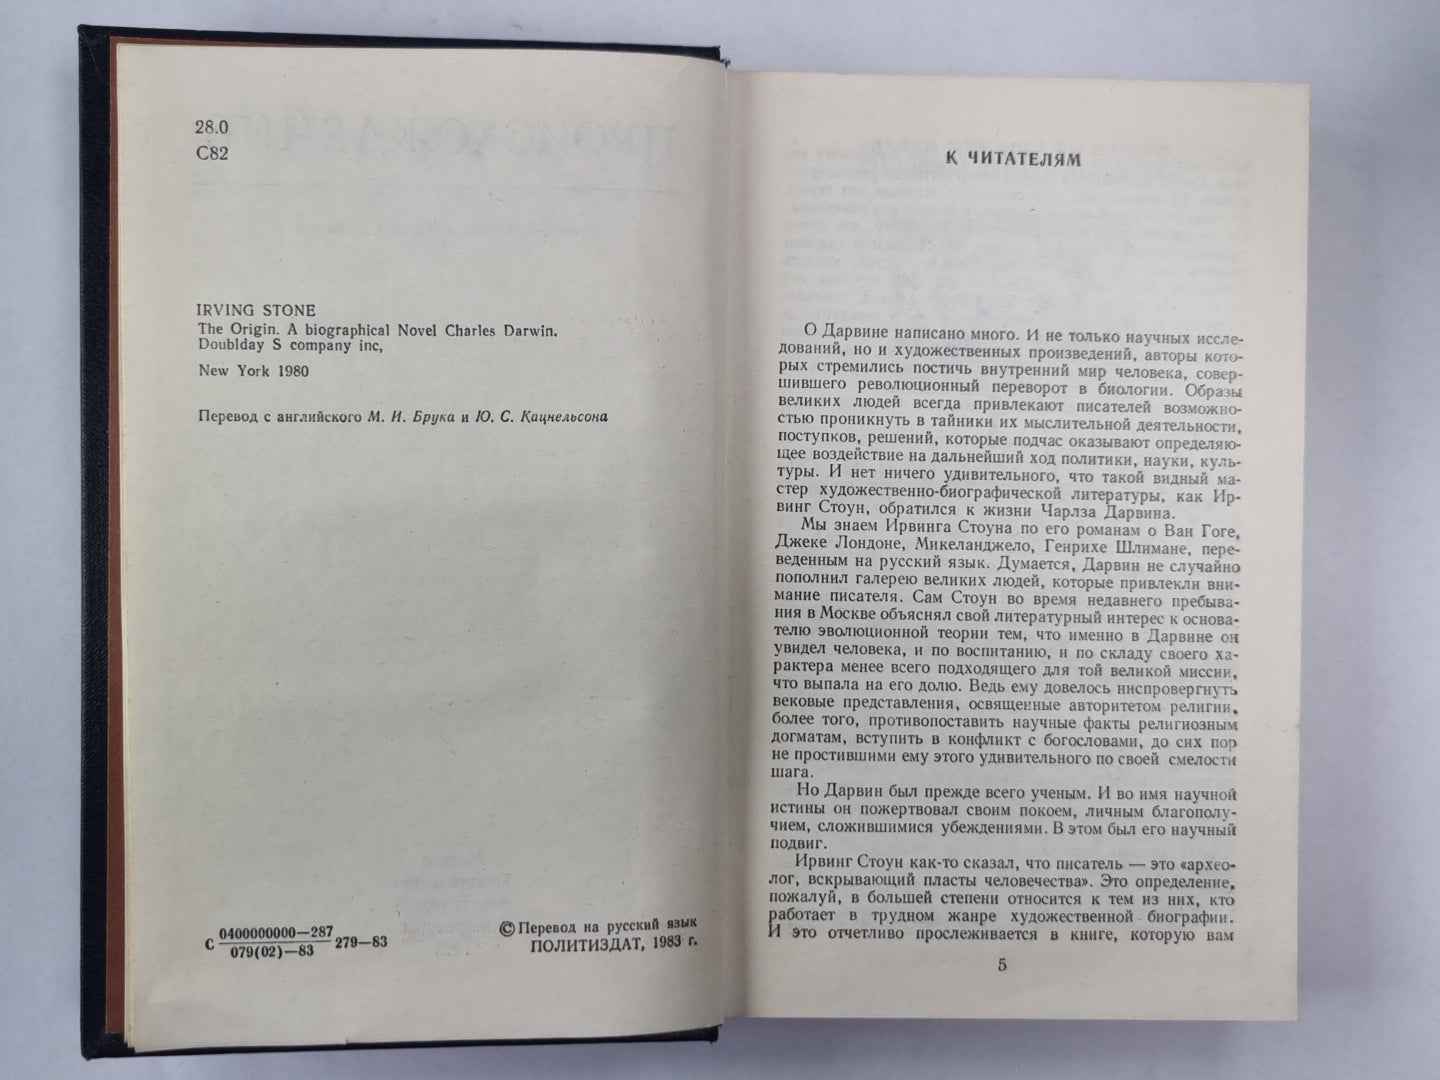 28.0
С82
IRVING STONE
The Origin. A biographical Novel Charles Darwin.
Doublday S company inc,
New York 1980
Перевод с английского М. И. Брука и Ю. С. Кацнельсона
С 0400000000—287 279—83
079(02)—83
© Перевод на русский язык
ПОЛИТИЗДАТ, 1983 г.
К ЧИТАТЕЛЯМ
О Дарвине написано много. И не только научных иссле-
дований, но и художественных произведений, авторы кото-
рых стремились постичь внутренний мир человека, совер-
шившего революционный переворот в биологии. Образы
великих людей всегда привлекают писателей возможно-
стью проникнуть в тайники их мыслительной деятельности,
поступков, решений, которые подчас оказывают определяю-
щее воздействие на дальнейший ход политики, науки, куль-
туры. И нет ничего удивительного, что такой видный ма-
стер художественно-биографической литературы, как Ир-
винг Стоун, обратился к жизни Чарлза Дарвина.
Мы знаем Ирвинга Стоуна по его романам о Ван Гоге,
Джеке Лондоне, Микеланджело, Генрихе Шлимане, пере-
веденным на русский язык. Думается, Дарвин не случайно
пополнил галерею великих людей, которые привлекли вни-
мание писателя. Сам Стоун во время недавнего пребыва-
ния в Москве объяснял свой литературный интерес к основа-
телю эволюционной теории тем, что именно в Дарвине он
увидел человека, и по воспитанию, и по складу своего ха-
рактера менее всего подходящего для той великой миссии,
что выпала на его долю. Ведь ему довелось ниспровергнуть
вековые представления, освященные авторитетом религии,
более того, противопоставить научные факты религиозным
догматам, вступить в конфликт с богословами, до сих пор
не простившими ему этого удивительного по своей смелости
шага.
Но Дарвин был прежде всего ученым. И во имя научной
истины он пожертвовал своим покоем, личным благополу-
чием, сложившимися убеждениями. В этом был его научный
подвиг.
Ирвинг Стоун как-то сказал, что писатель — это «архео-
лог, вскрывающий пласты человечества». Это определение,
пожалуй, в большей степени относится к тем из них, кто
работает в трудном жанре художественной биографии.
И это отчетливо прослеживается в книге, которую вам
5